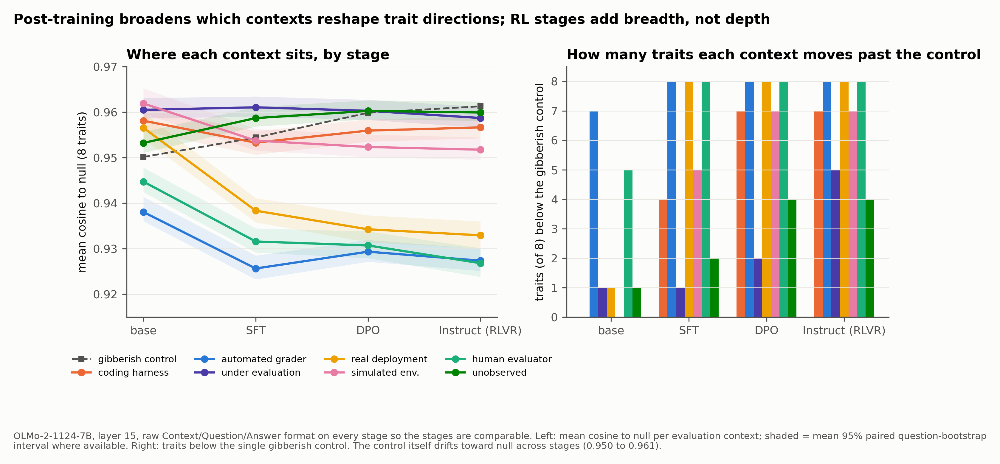 Post-training broadens which contexts reshape trait directions; RL stages add breadth, not depth
Where each context sits, by stage
mean cosine to null (8 traits)
0.97
0.96
0.95
0.94
0.93
0.92
base
SFT
DPO
Instruct (RLVR)
How many traits each context moves past the control
traits (of 8) below the gibberish control
8
7
6
5
4
3
2
1
0
base
SFT
DPO
Instruct (RLVR)
gibberish control
automated grader
real deployment
human evaluator
coding harness
under evaluation
simulated env.
unobserved
OLMo-2-1124-7B, layer 15, raw Context/Question/Answer format on every stage so the stages are comparable. Left: mean cosine to null per evaluation context; shaded = mean 95% paired question-bootstrap
interval where available. Right: traits below the single gibberish control. The control itself drifts toward null across stages (0.950 to 0.961).